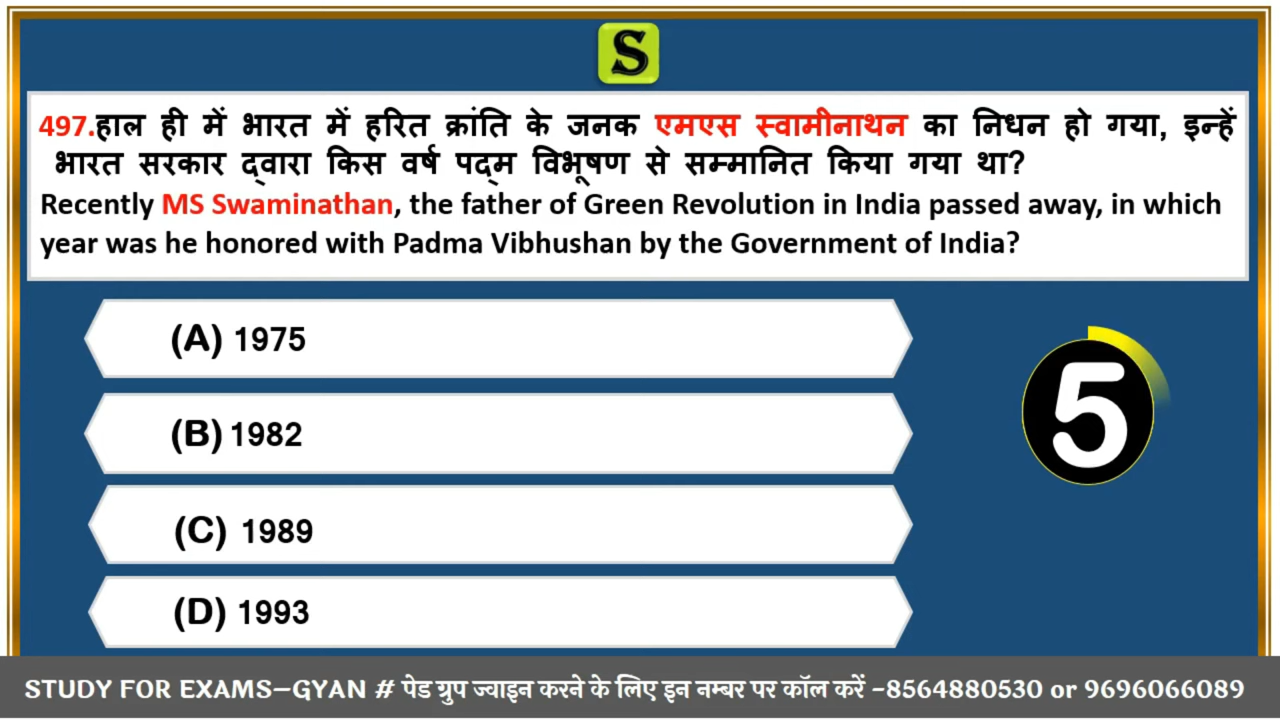 S
497.हाल ही में भारत में हरित क्रांति के जनक एमएस स्वामीनाथन का निधन हो गया, इन्हें
भारत सरकार द्वारा किस वर्ष पद्म विभूषण से सम्मानित किया गया था?
Recently MS Swaminathan, the father of Green Revolution in India passed away, in which
year was he honored with Padma Vibhushan by the Government of India?
(A) 1975
5
(B) 1982
(C) 1989
(D) 1993
STUDY FOR EXAMS–GYAN # पेड ग्रुप ज्वाइन करने के लिए इन नम्बर पर कॉल करें –8564880530 or 9696066089